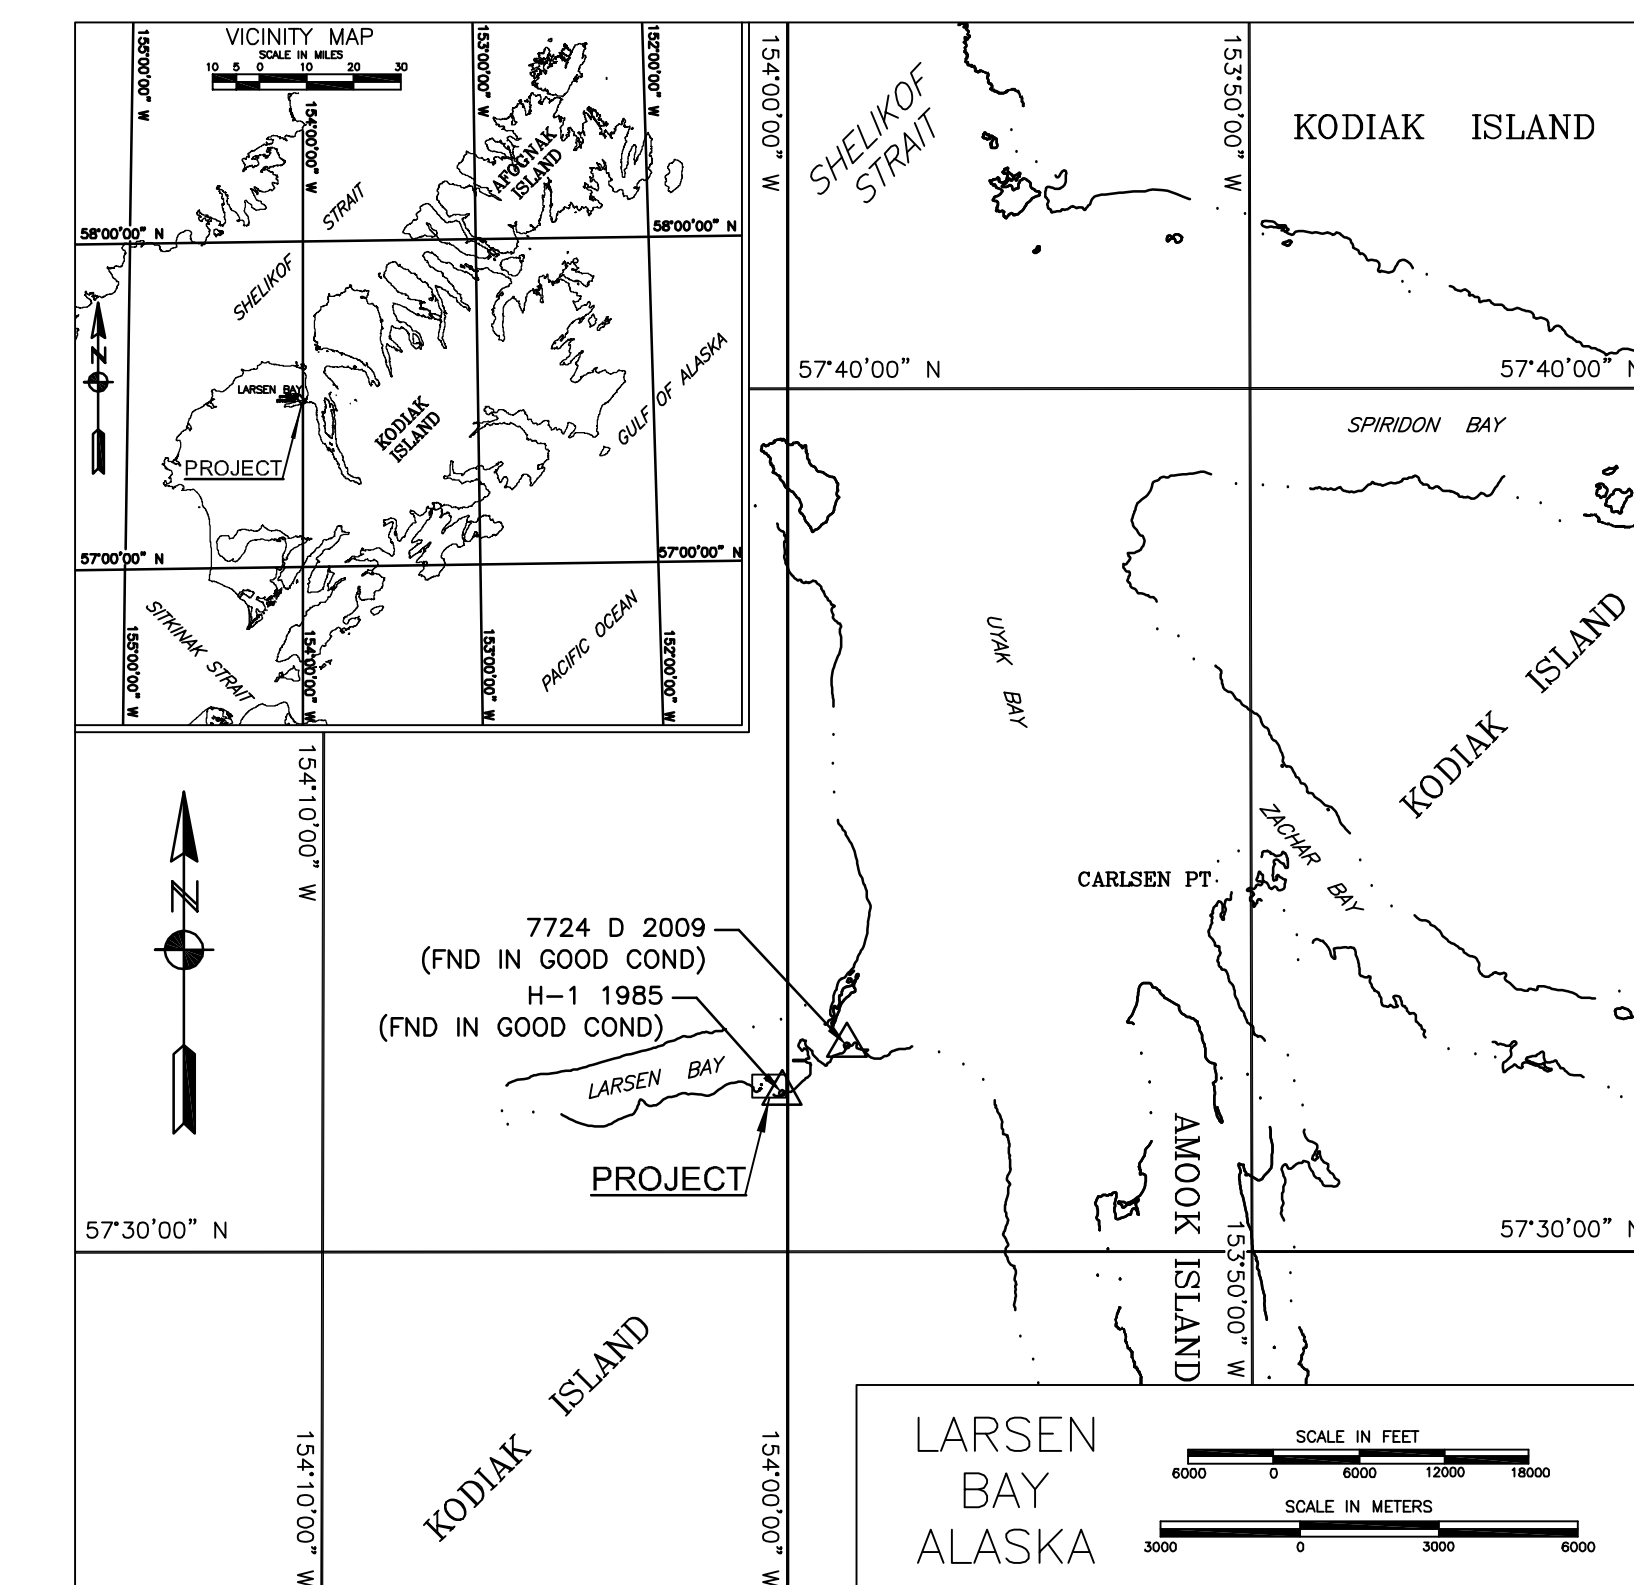 VICINITY MAP
SCALE IN MILES
10 5 0 10 20 30
155°00'00" W
154°00'00" W
153°00'00" W
152°00'00" W
AFOGNAK
ISLAND
STRAIT
58°00'00" N
58°00'00" N
SHELIKOF
GULF OF ALASKA
LARSEN BAY
KODIAK
ISLAND
PROJECT
N
57°00'00" N
57°00'00" N
SITKINAK STRAIT
PACIFIC OCEAN
155°00'00" W
154°00'00" W
153°00'00" W
152°00'00" W
154°00'00" W
153°50'00" W
SHELIKOF
STRAIT
KODIAK ISLAND
57°40'00" N
57°40'00" N
SPIRIDON BAY
UYAK BAY
KODIAK ISLAND
154°10'00" W
N
ZACHAR BAY
CARLSEN PT
7724 D 2009
(FND IN GOOD COND)
H-1 1985
(FND IN GOOD COND)
LARSEN BAY
PROJECT
AMOOK ISLAND
57°30'00" N
57°30'00" N
153°50'00" W
KODIAK ISLAND
154°10'00" W
154°00'00" W
LARSEN
BAY
ALASKA
SCALE IN FEET
6000 0 6000 12000 18000
SCALE IN METERS
3000 0 3000 6000